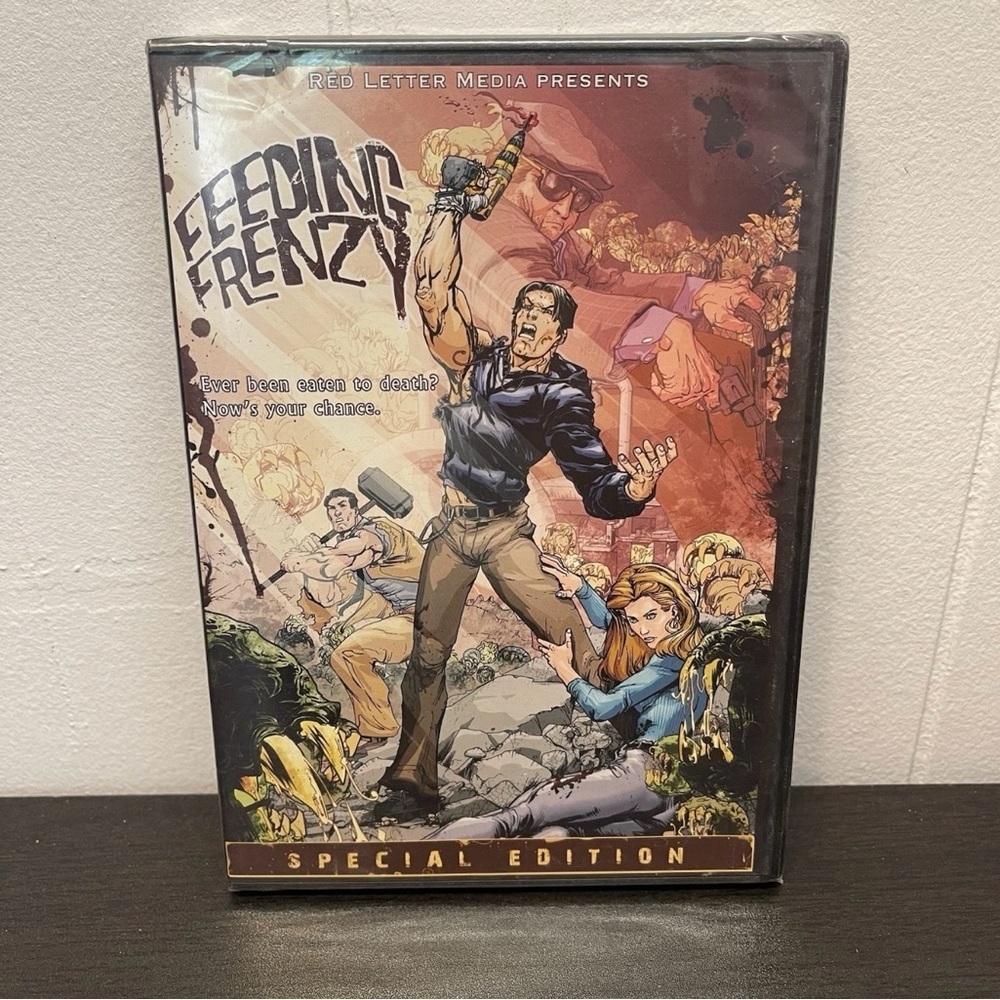 RED LETTER MEDIA PRESENTS
FEEDING
FRENZY
Ever been eaten to death?
Now's your chance.
SPECIAL EDITION